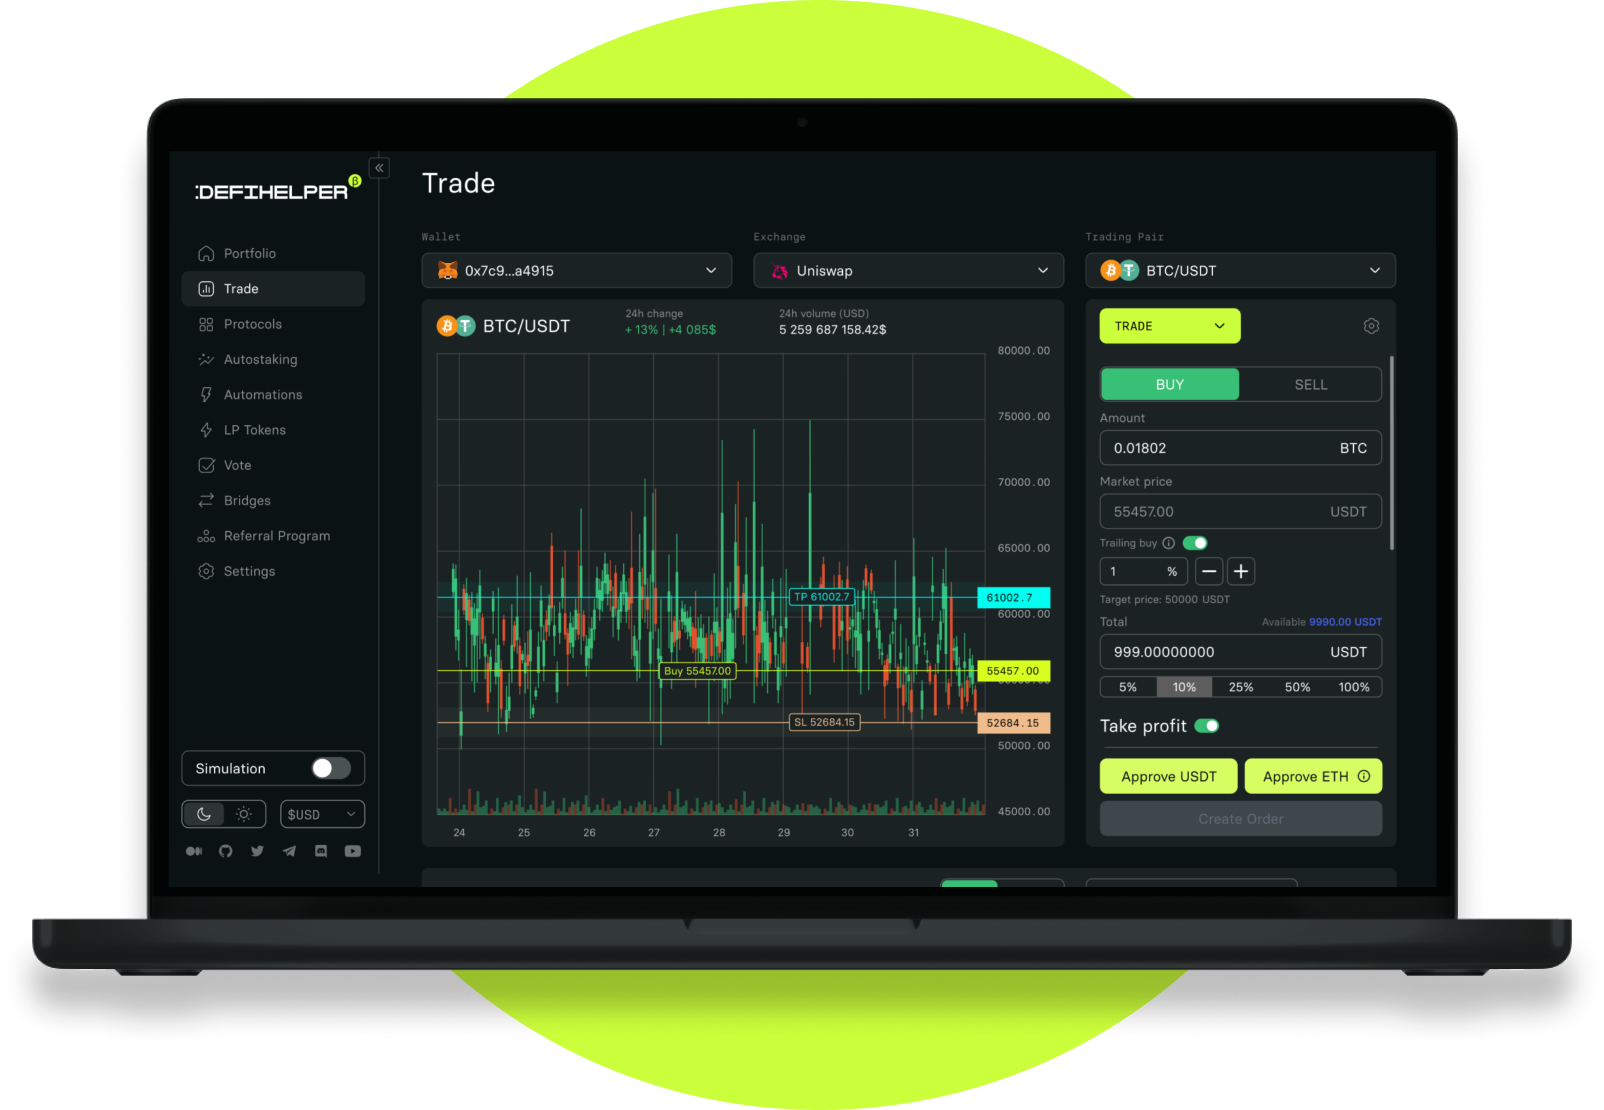 :DEFIHELPER β
Portfolio
Trade
Protocols
Autostaking
Automations
LP Tokens
Vote
Bridges
Referral Program
Settings
Simulation
$USD
Trade
Wallet
0x7c9...a4915
Exchange
Uniswap
Trading Pair
BTC/USDT
BTC/USDT
24h change
+ 13% | +4 085$
24h volume (USD)
5 259 687 158.42$
80000.00
75000.00
70000.00
65000.00
TP 61002.7
61002.7
60000.00
Buy 55457.00
55457.00
SL 52684.15
52684.15
50000.00
45000.00
24 25 26 27 28 29 30 31
TRADE
BUY SELL
Amount
0.01802 BTC
Market price
55457.00 USDT
Trailing buy
1 %
Target price: 50000 USDT
Total Available 9990.00 USDT
999.00000000 USDT
5% 10% 25% 50% 100%
Take profit
Approve USDT Approve ETH
Create Order